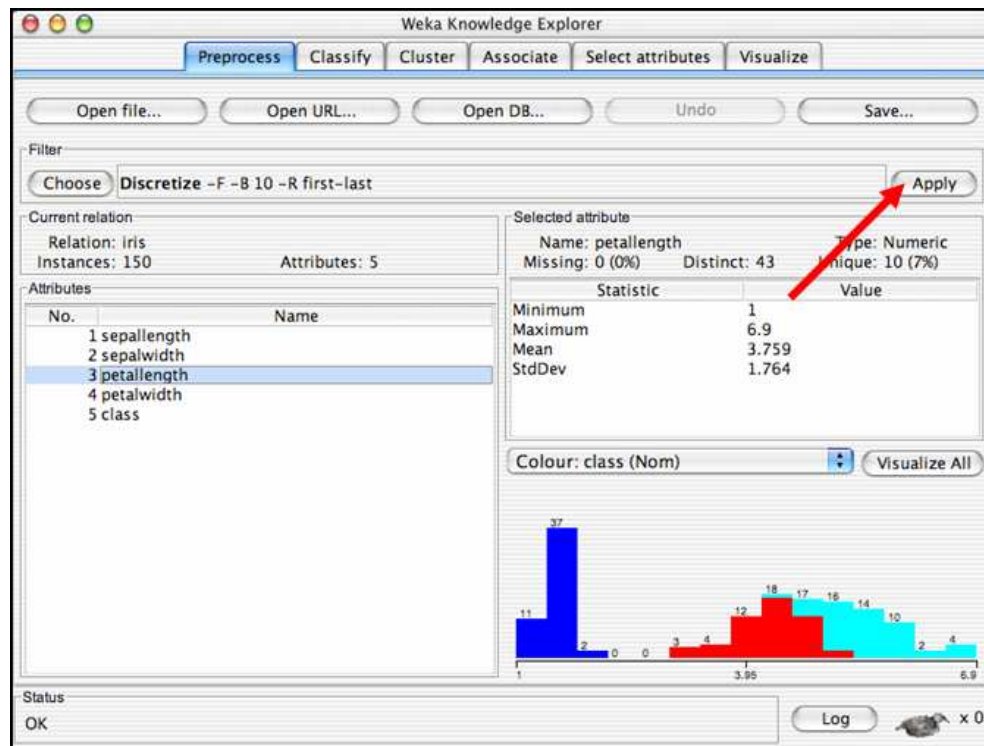 Weka Knowledge Explorer
Preprocess Classify Cluster Associate Select attributes Visualize
Open file... Open URL... Open DB... Undo Save...
Filter
Choose Discretize -F -B 10 -R first-last Apply
Current relation
Relation: iris
Instances: 150 Attributes: 5
Attributes
No. Name
1 sepallength
2 sepalwidth
3 petallength
4 petalwidth
5 class
Selected attribute
Name: petallength Type: Numeric
Missing: 0 (0%) Distinct: 43 Unique: 10 (7%)
Statistic Value
Minimum 1
Maximum 6.9
Mean 3.759
StdDev 1.764
Colour: class (Nom) Visualize All
11 37 2 0 0 3 4 12 18 17 16 14 10 2 4
1 3.95 6.9
Status
OK Log x 0